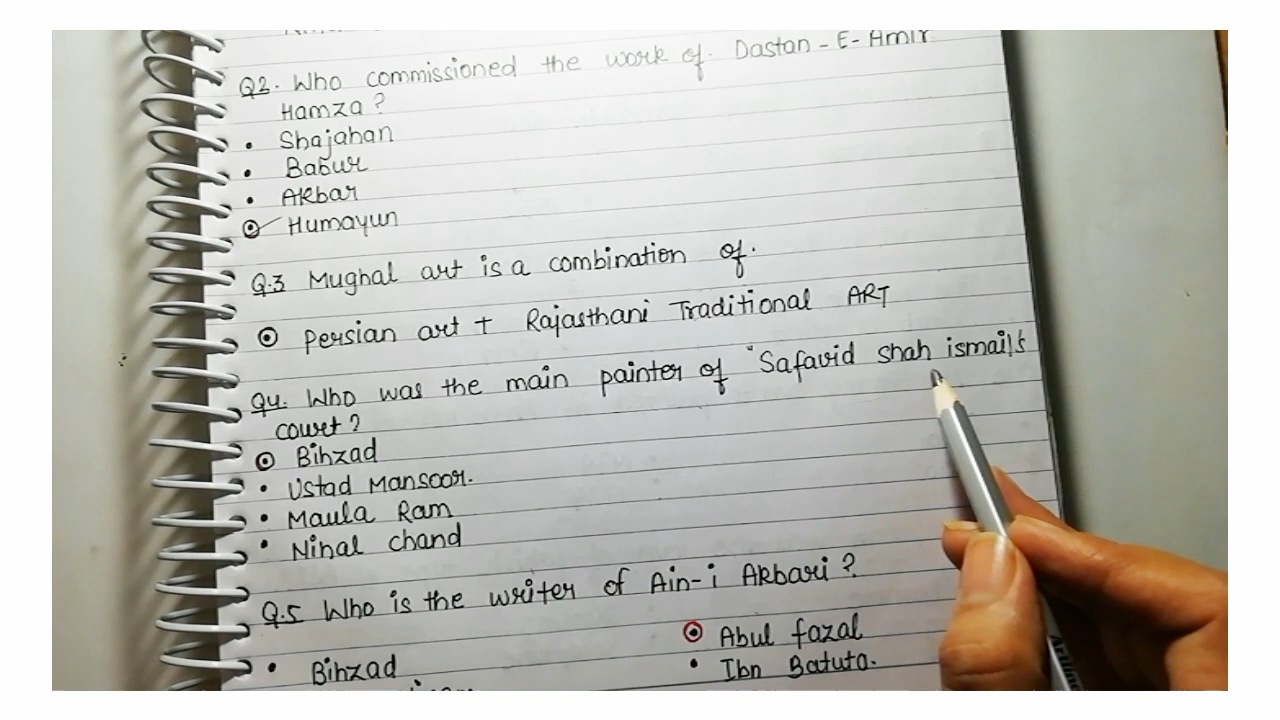 Q2. Who commissioned the work of. Dastan - E - Amir
Hamza ?
• Shajahan
• Babur
• Akbar
Humayun
Q.3 Mughal art is a combination of.
Persian art + Rajasthani Traditional ART
Q4. Who was the main painter of "Safavid shah ismail's
court ?
Bihzad
• Ustad Mansoor.
• Maula Ram
• Nihal chand
Q.5 Who is the writer of Ain-i Akbari ?
• Bihzad
Abul fazal
• Ibn Batuta.